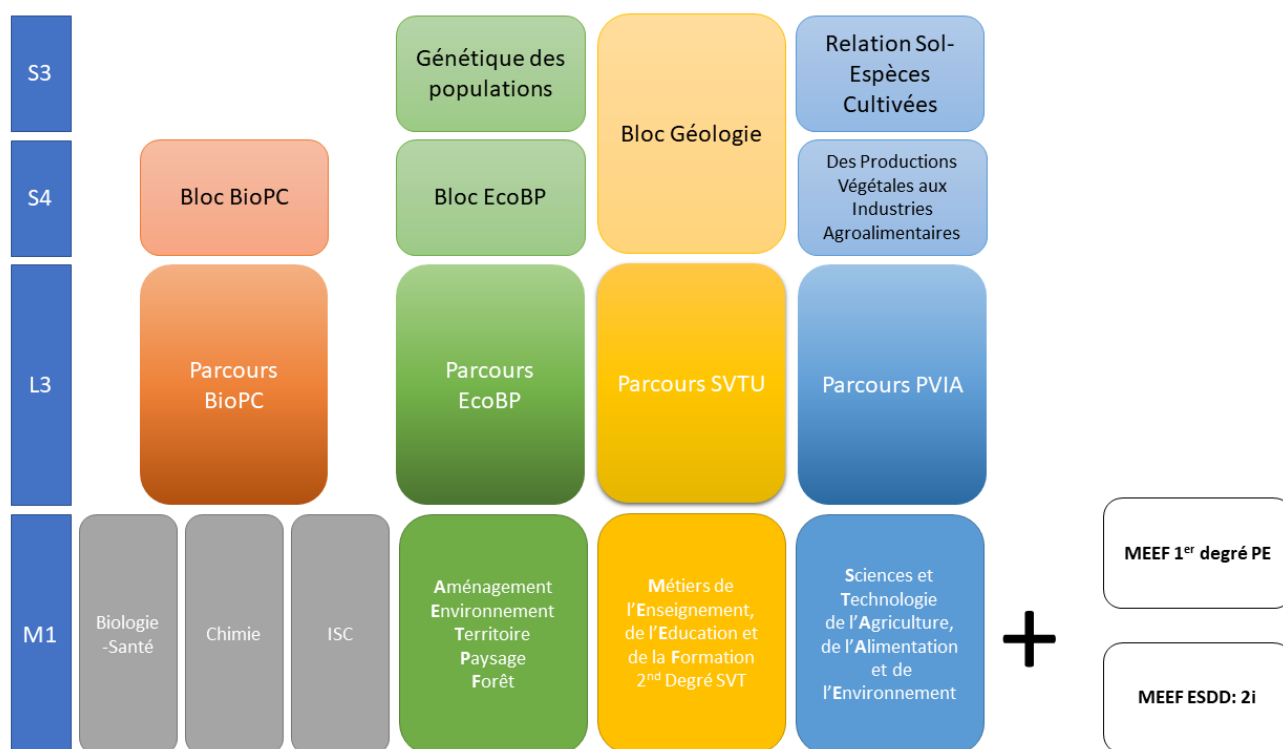 S3
Génétique des
populations
Bloc Géologie
Relation Sol-
Espèces
Cultivées
S4
Bloc BioPC
Bloc EcoBP
Des Productions
Végétales aux
Industries
Agroalimentaires
L3
Parcours
BioPC
Parcours
EcoBP
Parcours SVTU
Parcours PVIA
M1
Biologie
-Santé
Chimie
ISC
Aménagement
Environnement
Territoire
Paysage
Forêt
Métiers de
l'Enseignement,
de l'Education et
de la Formation
2nd Degré SVT
Sciences et
Technologie
de l'Agriculture,
de l'Alimentation
et de
l'Environnement
+
MEEF 1er degré PE
MEEF ESDD: 2i